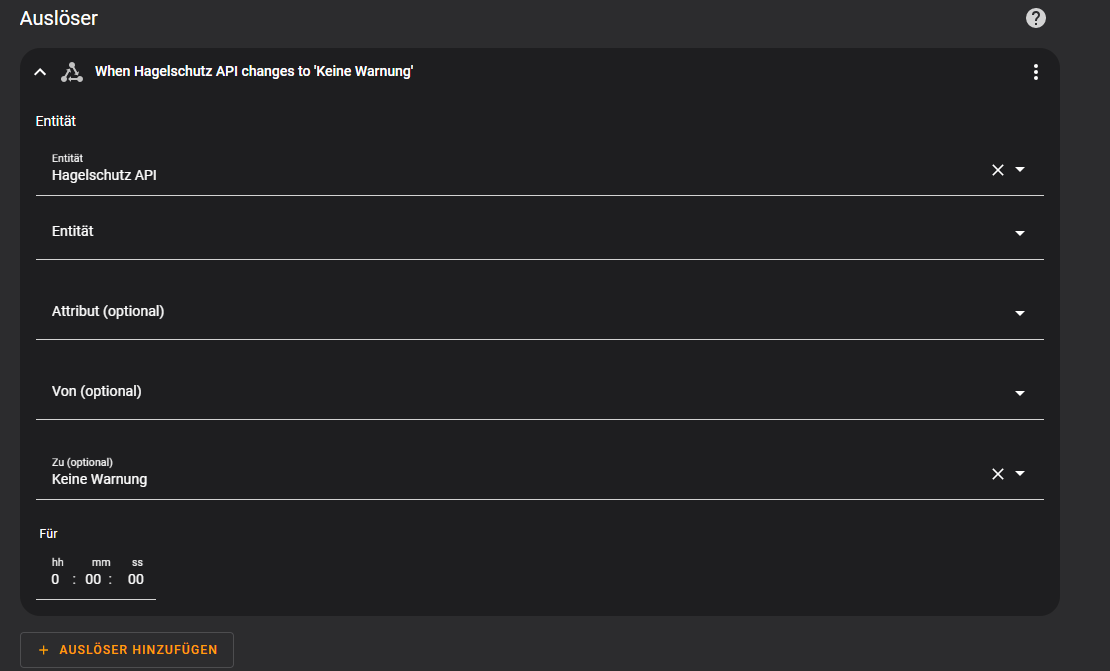 Auslöser
When Hagelschutz API changes to 'Keine Warnung'
Entität
Entität
Hagelschutz API
Entität
Attribut (optional)
Von (optional)
Zu (optional)
Keine Warnung
Für
hh mm ss
0 : 00 : 00
+ AUSLÖSER HINZUFÜGEN